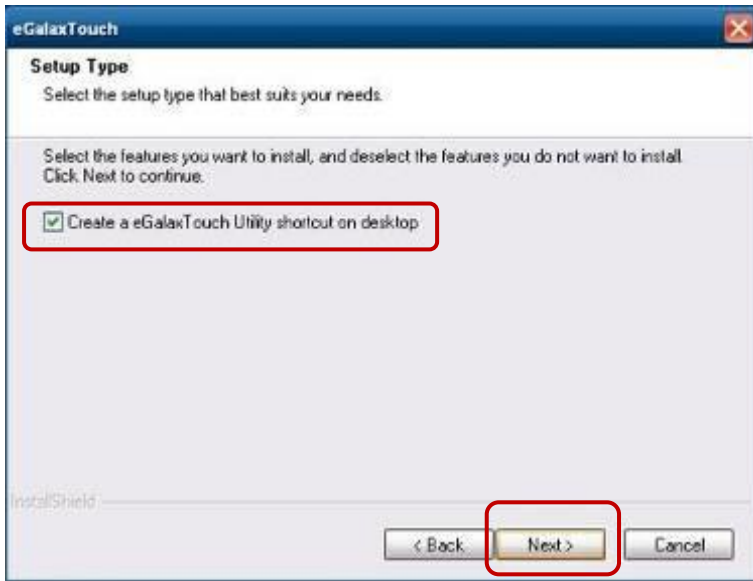 eGalaxTouch
Setup Type
Select the setup type that best suits your needs.
Select the features you want to install, and deselect the features you do not want to install.
Click Next to continue.
Create a eGalaxTouch Utility shortcut on desktop
InstallShield
< Back
Next >
Cancel